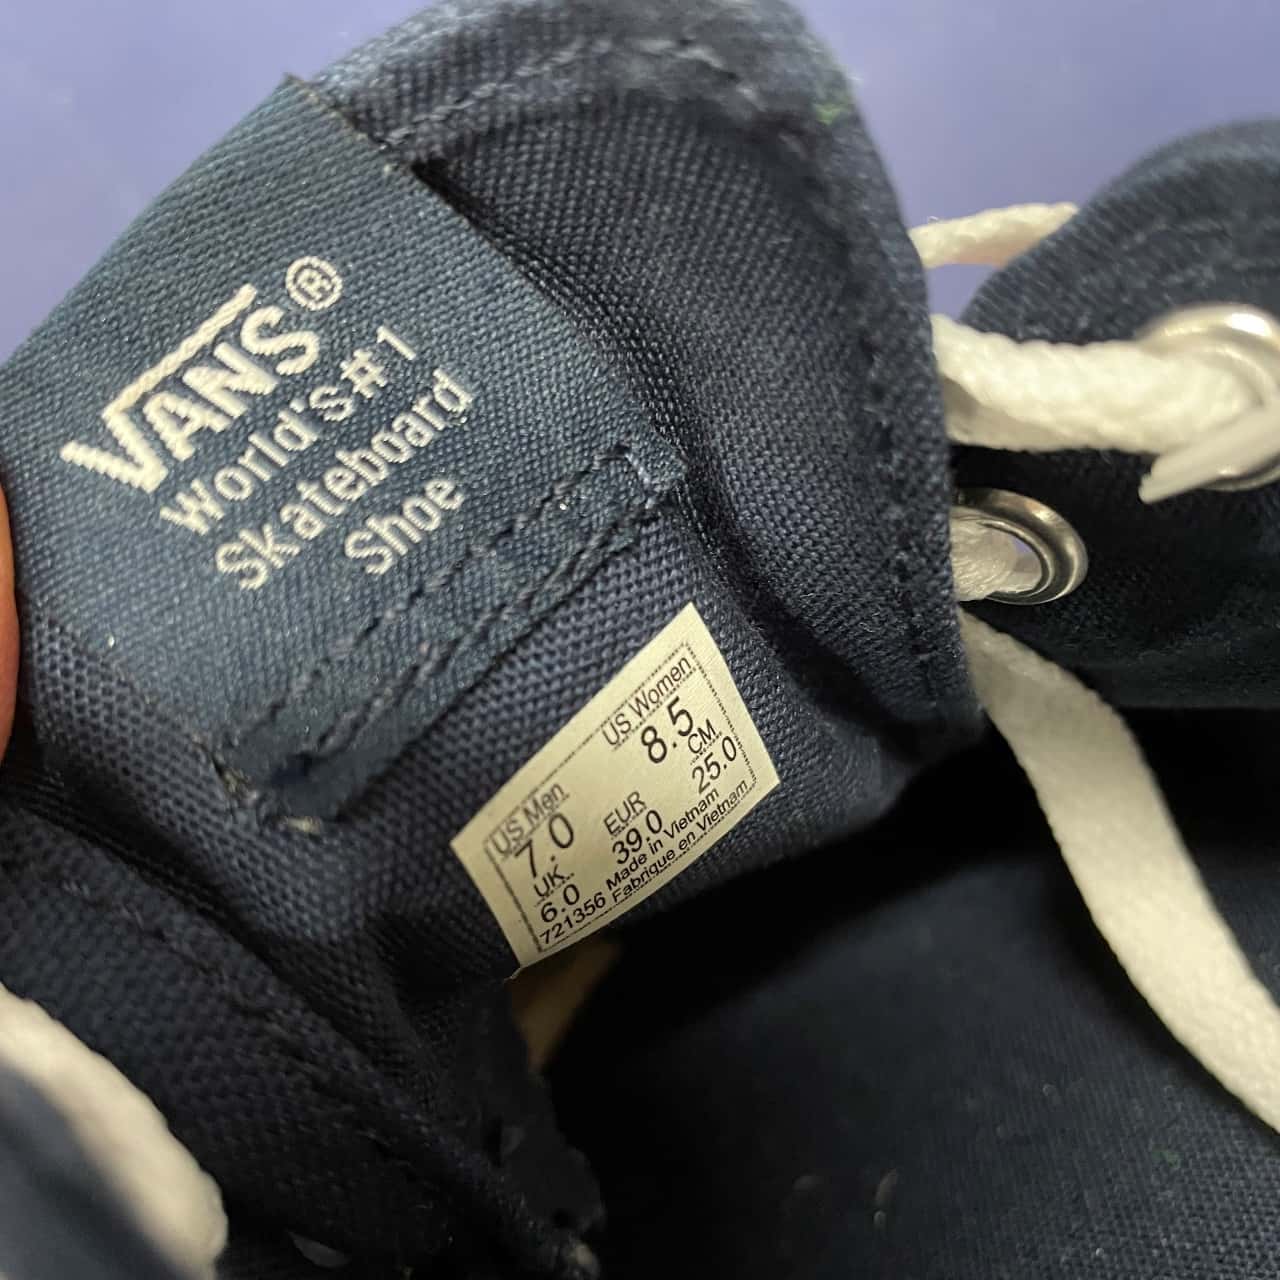 VANS®
World's #1
Skateboard
Shoe
US Men US Women
7.0 8.5
UK. EUR CM
6.0 39.0 25.0
721356 Made in Vietnam
Fabrique en Vietnam